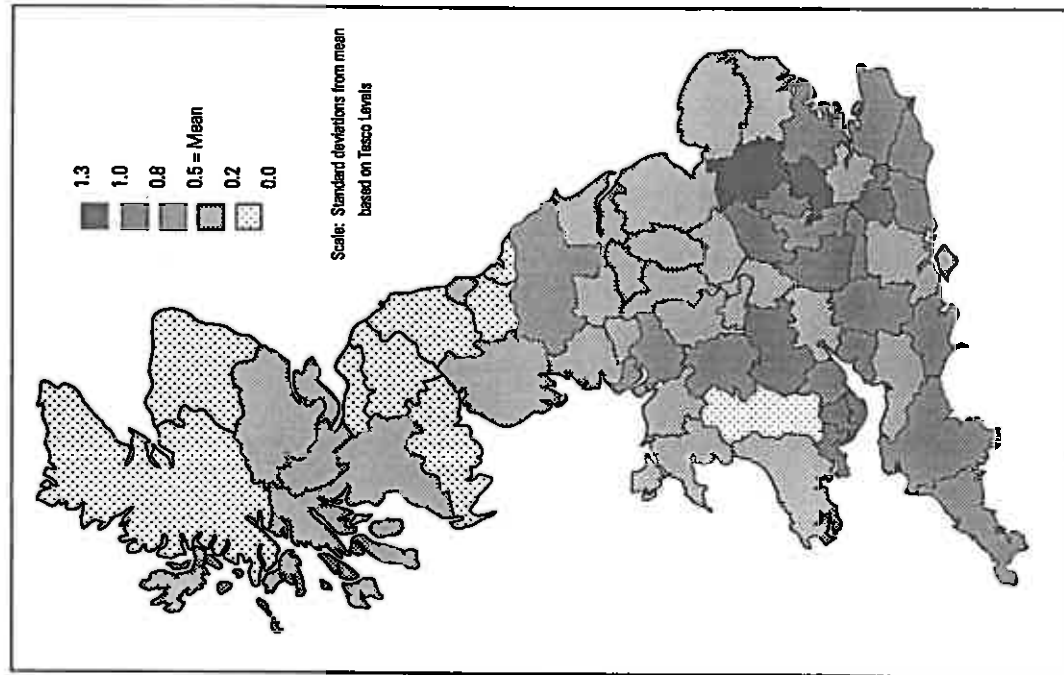 1.3
1.0
0.8
0.5 = Mean
0.2
0.0
Scale: Standard deviations from mean
based on Tesco Levels